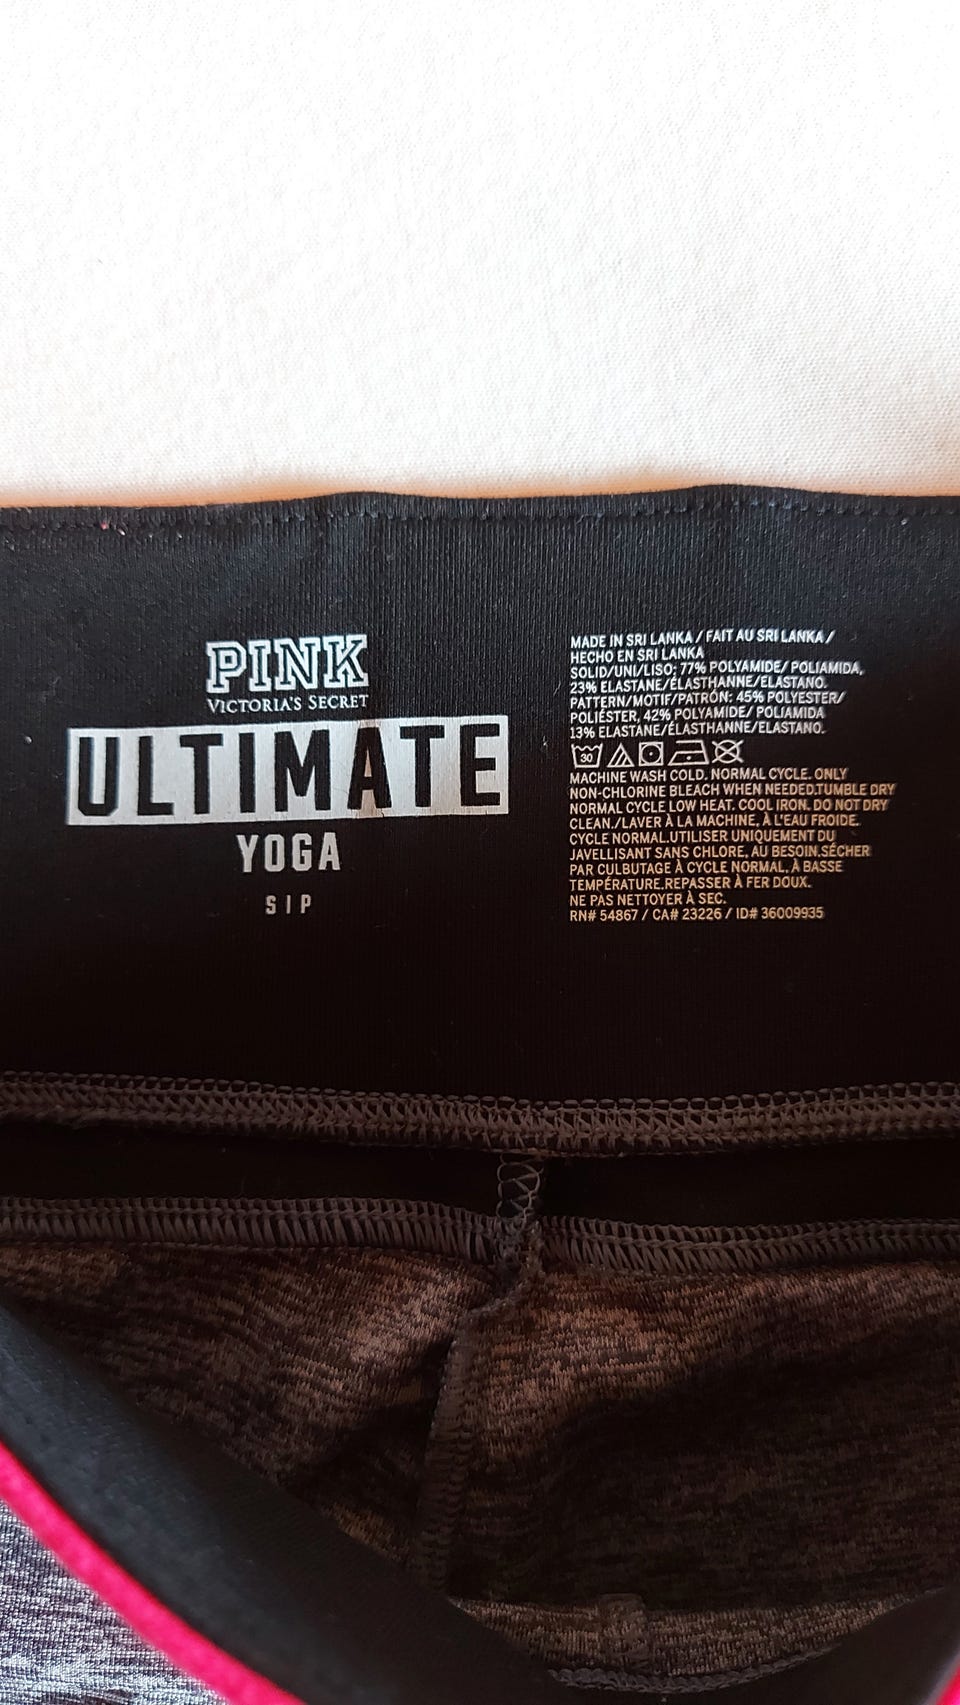 PINK
VICTORIA'S SECRET
ULTIMATE
YOGA
S | P
MADE IN SRI LANKA / FAIT AU SRI LANKA /
HECHO EN SRI LANKA
SOLID/UNI/LISO: 77% POLYAMIDE/ POLIAMIDA,
23% ELASTANE/ÉLASTHANNE/ELASTANO.
PATTERN/MOTIF/PATRÓN: 45% POLYESTER/
POLIÉSTER, 42% POLYAMIDE/ POLIAMIDA
13% ELASTANE/ÉLASTHANNE/ELASTANO.
30
MACHINE WASH COLD. NORMAL CYCLE. ONLY
NON-CHLORINE BLEACH WHEN NEEDED.TUMBLE DRY
NORMAL CYCLE LOW HEAT. COOL IRON. DO NOT DRY
CLEAN./LAVER À LA MACHINE, À L'EAU FROIDE.
CYCLE NORMAL.UTILISER UNIQUEMENT DU
JAVELLISANT SANS CHLORE, AU BESOIN.SÉCHER
PAR CULBUTAGE À CYCLE NORMAL, À BASSE
TEMPÉRATURE.REPASSER À FER DOUX.
NE PAS NETTOYER À SEC.
RN# 54867 / CA# 23226 / ID# 36009935